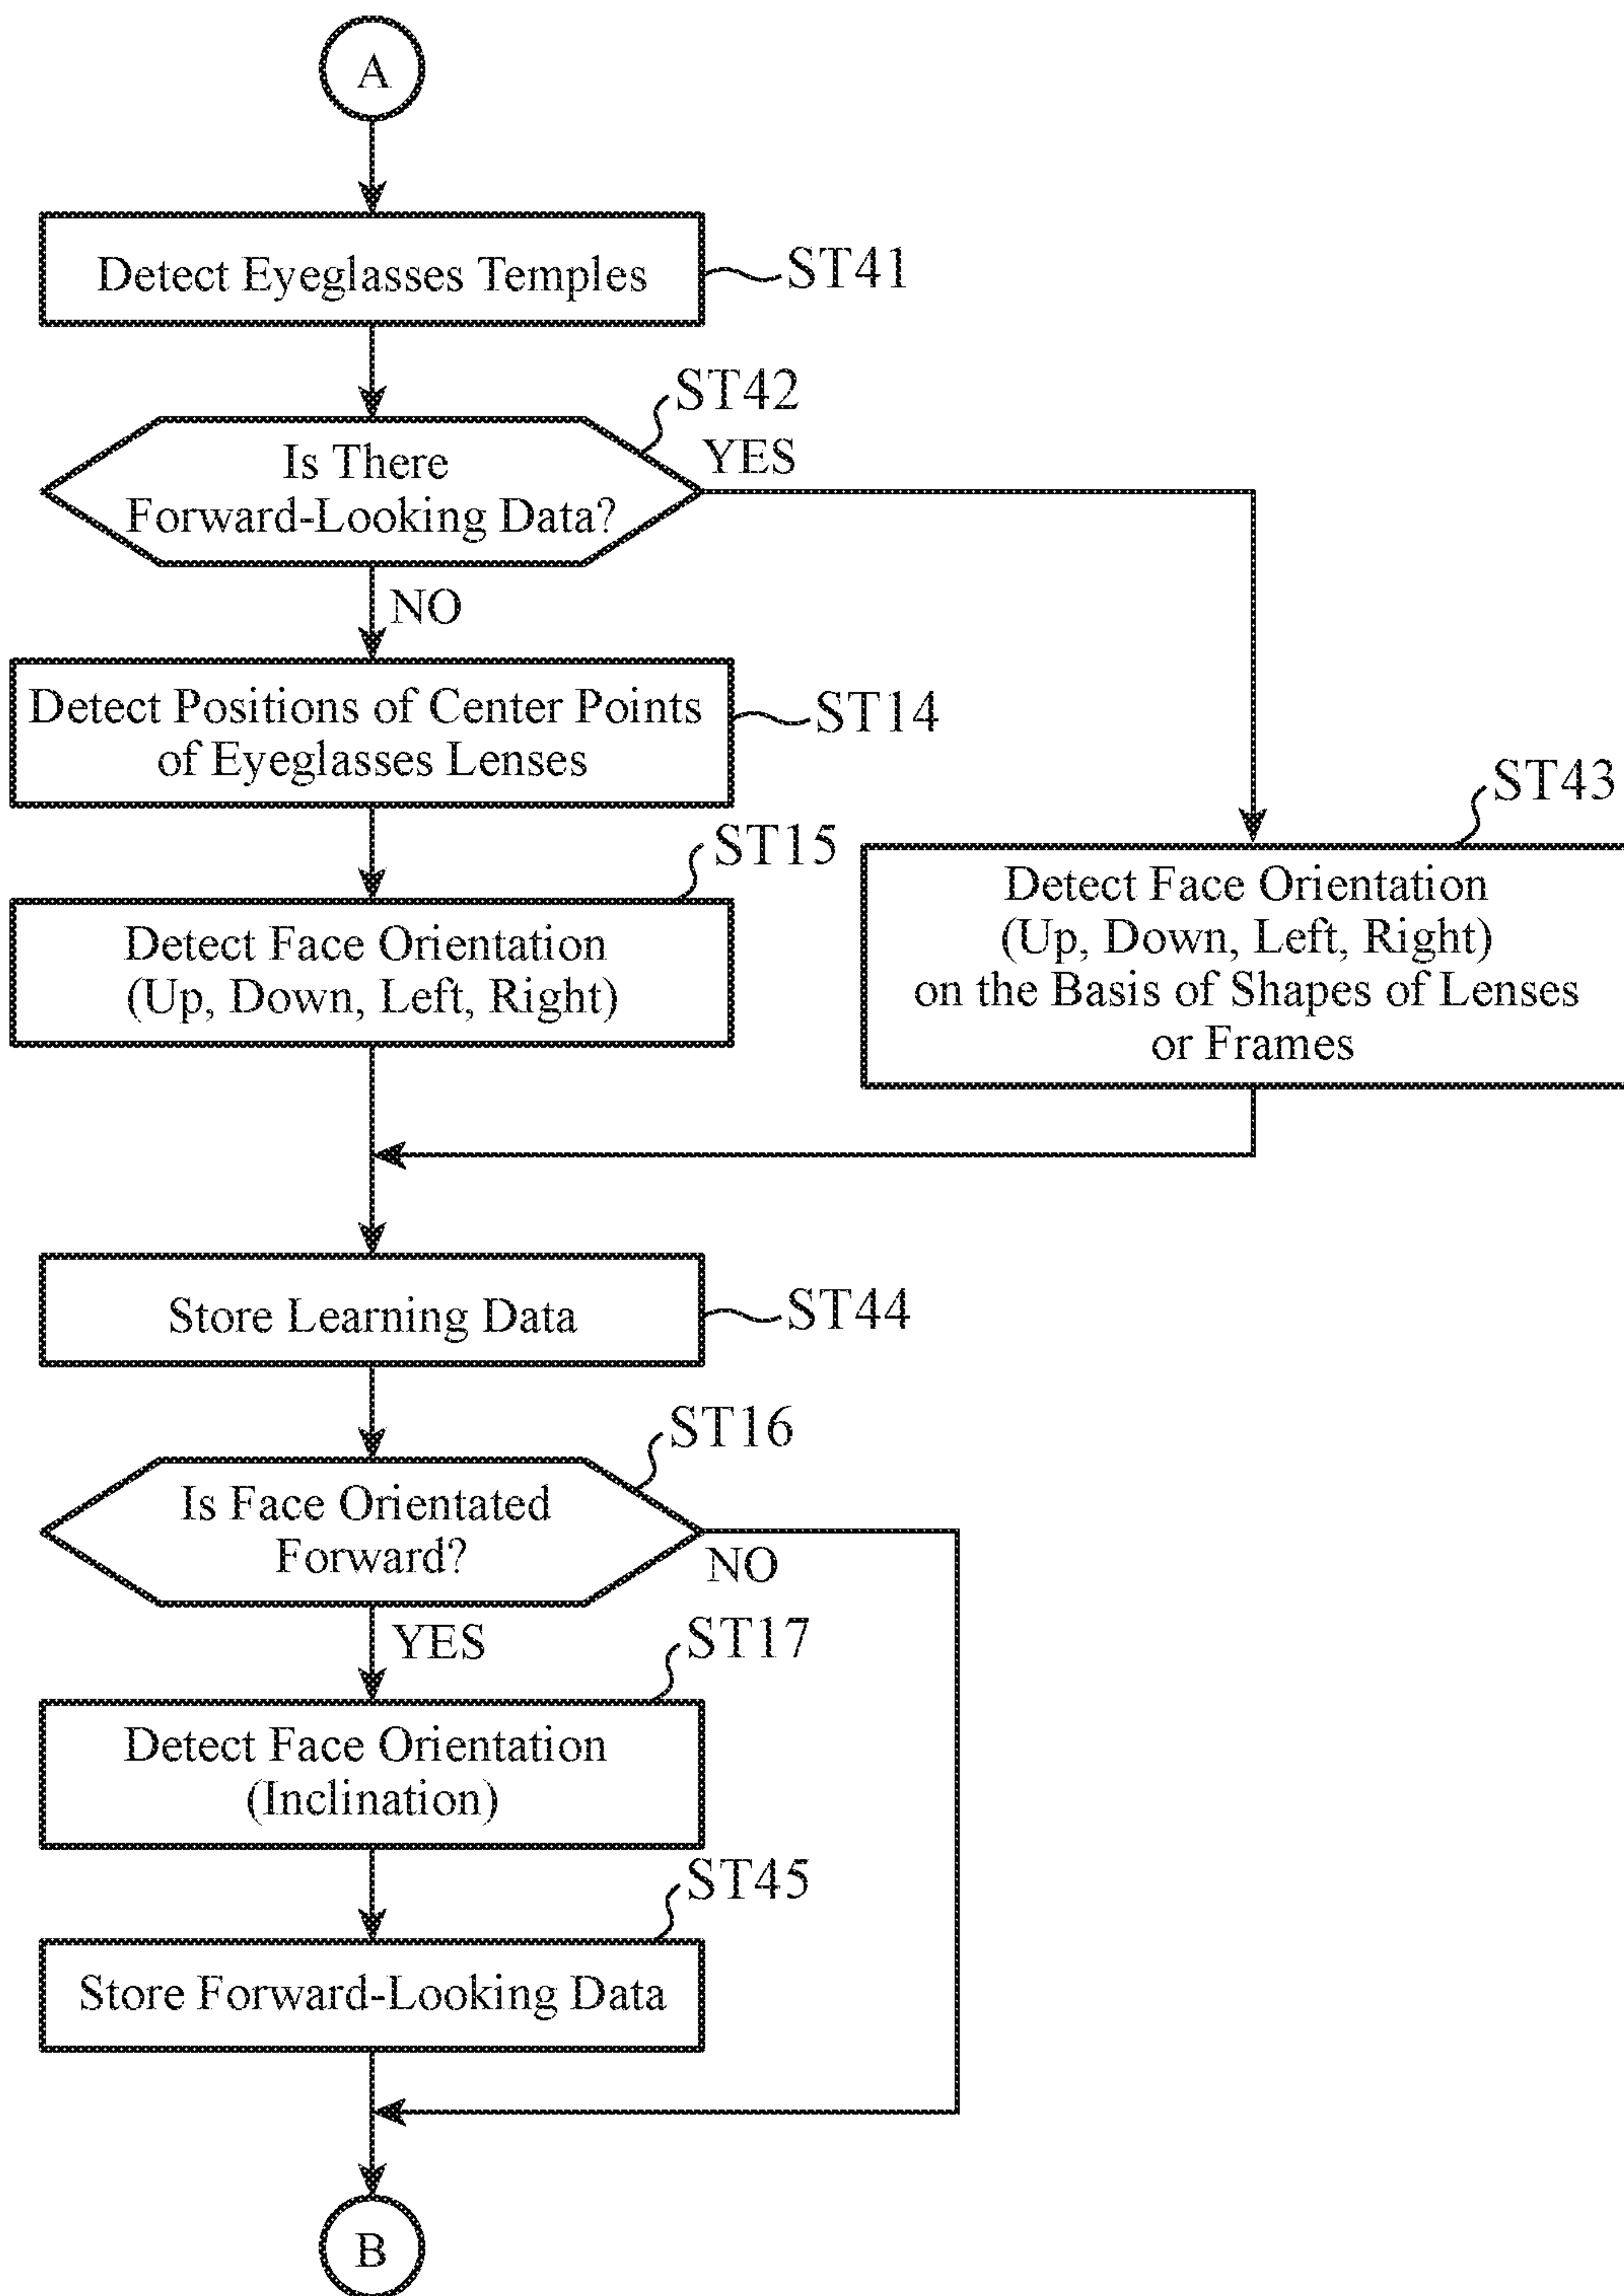 A
Detect Eyeglasses Temples
ST41
ST42
Is There
Forward-Looking Data?
YES
NO
Detect Positions of Center Points
of Eyeglasses Lenses
ST14
ST15
Detect Face Orientation
(Up, Down, Left, Right)
ST43
Detect Face Orientation
(Up, Down, Left, Right)
on the Basis of Shapes of Lenses
or Frames
Store Learning Data
ST44
ST16
Is Face Orientated
Forward?
NO
YES
ST17
Detect Face Orientation
(Inclination)
ST45
Store Forward-Looking Data
B